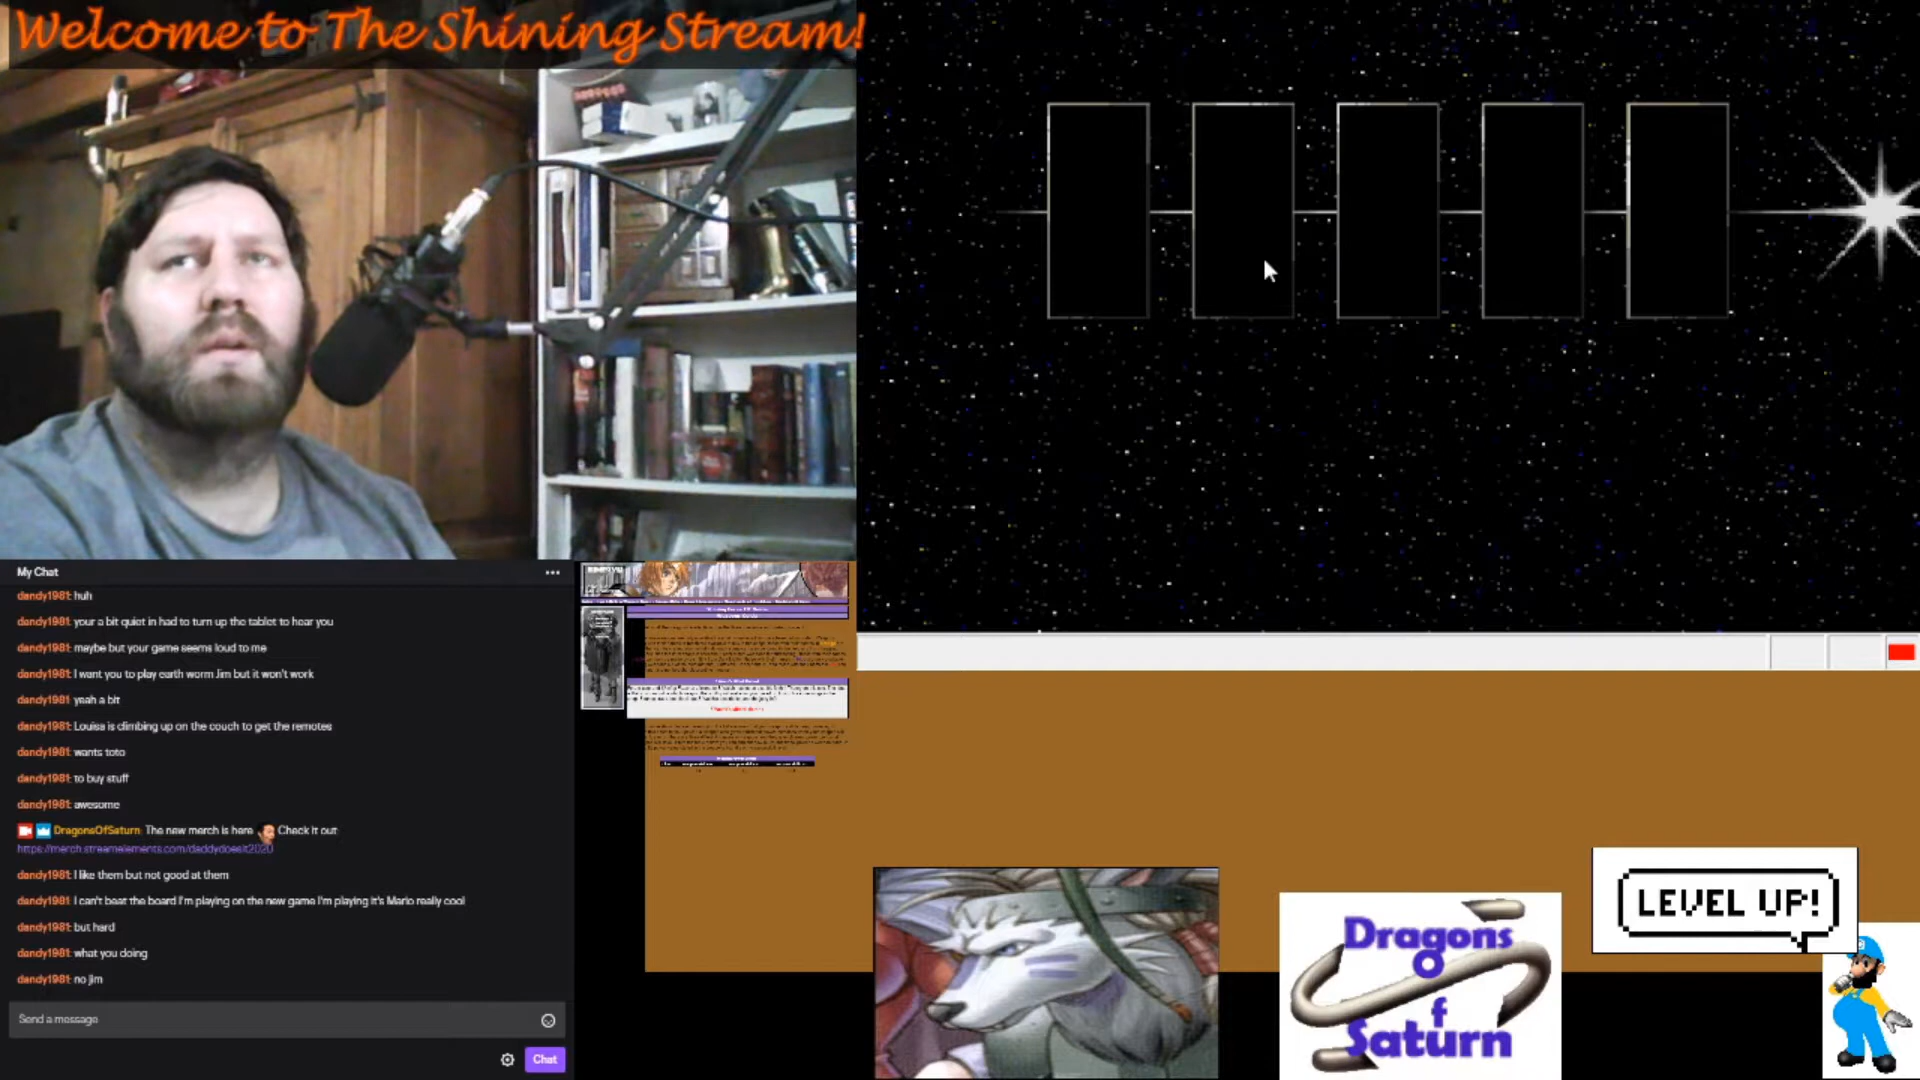 Welcome to The Shining Stream!
My Chat
dandy1981: huh
dandy1981: your a bit quiet in had to turn up the tablet to hear you
dandy1981: maybe but your game seems loud to me
dandy1981: I want you to play earth worm Jim but it won't work
dandy1981: yeah a bit
dandy1981: Louisa is climbing up on the couch to get the remotes
dandy1981: wants toto
dandy1981: to buy stuff
dandy1981: awesome
DragonsOfSaturn: The new merch is here Check it out
https://merch.streamelements.com/daddydoesit2020
dandy1981: I like them but not good at them
dandy1981: I can't beat the board I'm playing on the new game I'm playing it's Mario really cool
dandy1981: but hard
dandy1981: what you doing
dandy1981: no jim
Send a message
Chat
LEVEL UP!
Dragons
O
f
Saturn